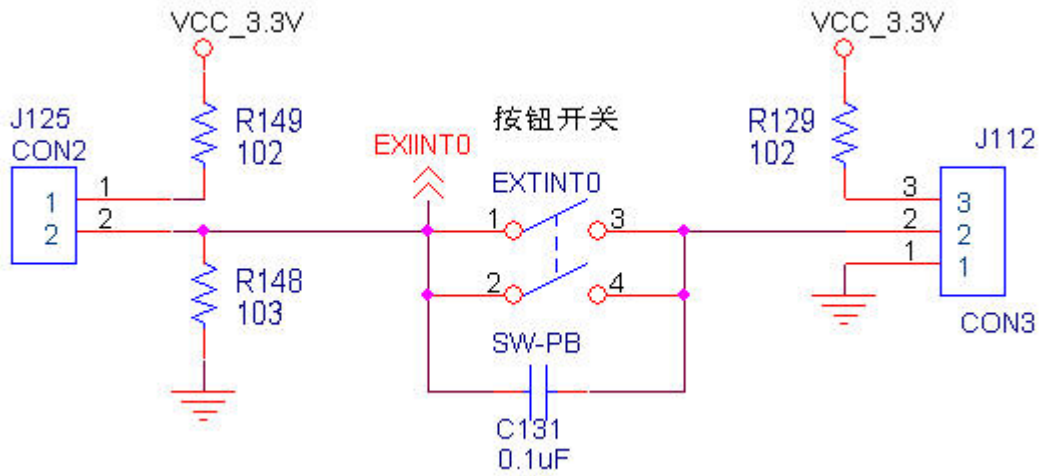 VCC_3.3V
VCC_3.3V
J125
CON2
R149
102
按钮开关
R129
102
J112
EXIINT0
EXTINT0
1
1
2
2
1
3
2
4
3
3
2
2
1
1
R148
103
CON3
SW-PB
C131
0.1uF